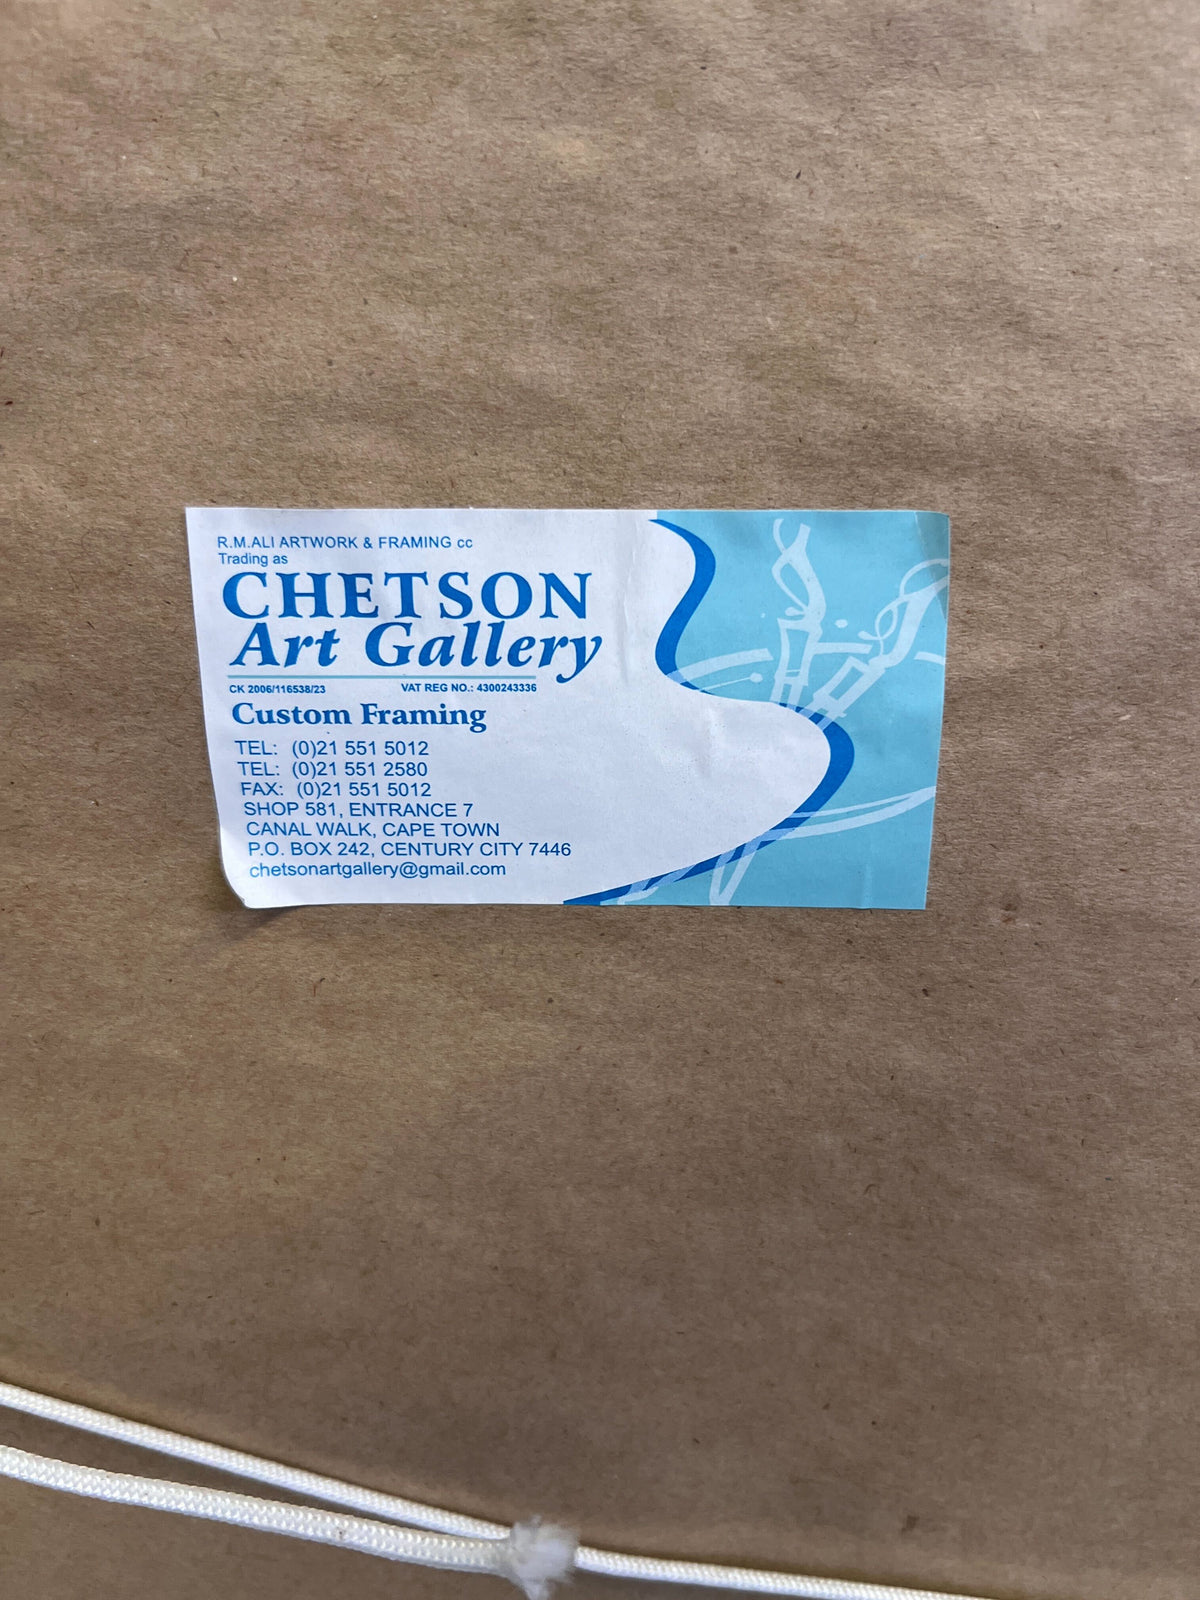 R.M.ALI ARTWORK & FRAMING cc
Trading as
CHETSON
Art Gallery
CK 2006/116538/23 VAT REG NO.: 4300243336
Custom Framing
TEL: (0)21 551 5012
TEL: (0)21 551 2580
FAX: (0)21 551 5012
SHOP 581, ENTRANCE 7
CANAL WALK, CAPE TOWN
P.O. BOX 242, CENTURY CITY 7446
chetsonartgallery@gmail.com